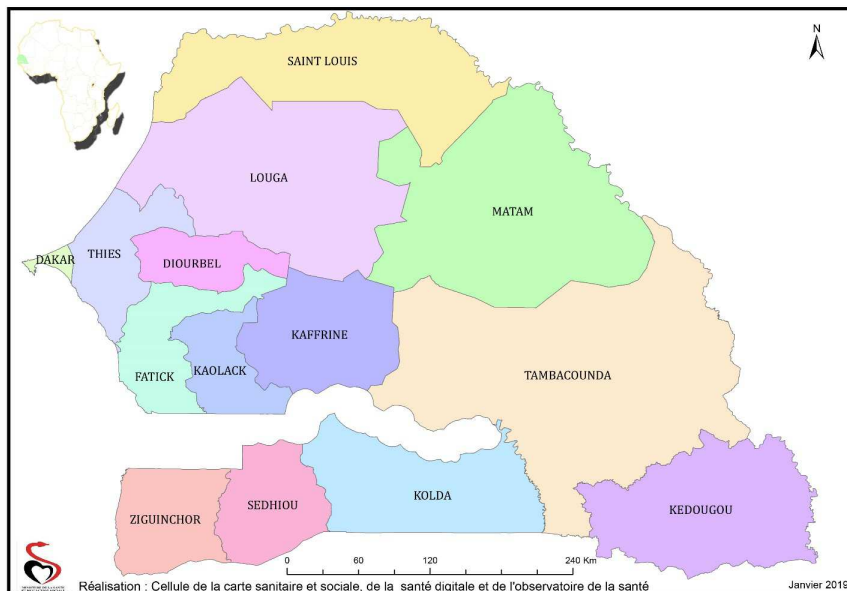 N
SAINT LOUIS
LOUGA
MATAM
DAKAR
THIES
DIOURBEL
KAFFRINE
FATICK
KAOLACK
TAMBACOUNDA
ZIGUINCHOR
SEDHIOU
KOLDA
KEDOUGOU
0 60 120 240 Km
Réalisation : Cellule de la carte sanitaire et sociale, de la santé digitale et de l'observatoire de la santé
Janvier 2019